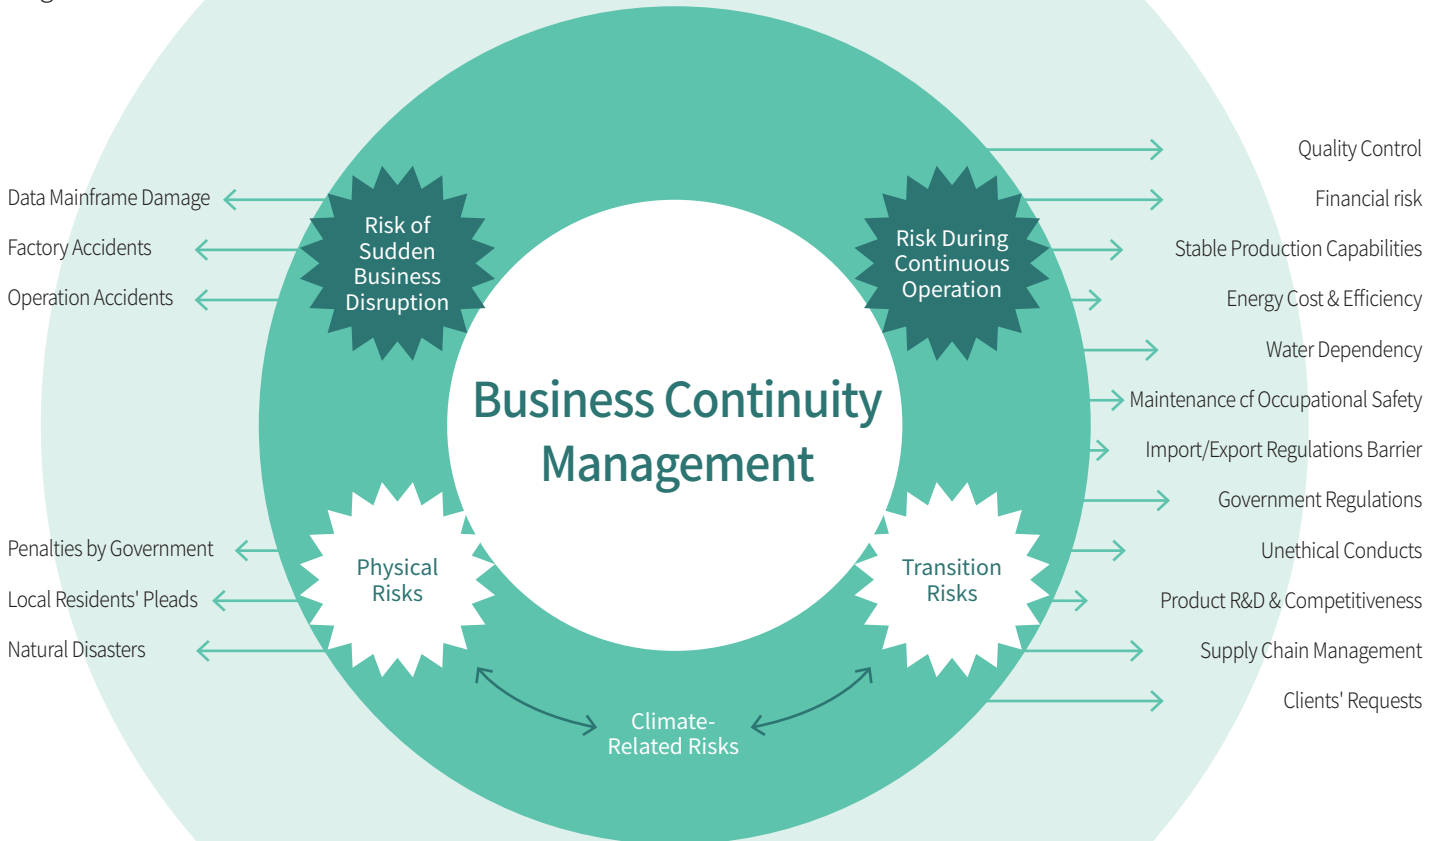 Data Mainframe Damage
Factory Accidents
Operation Accidents
Penalties by Government
Local Residents' Pleads
Natural Disasters
Risk of
Sudden
Business
Disruption
Physical
Risks
Business Continuity
Management
Climate-
Related Risks
Risk During
Continuous
Operation
Transition
Risks
Quality Control
Financial risk
Stable Production Capabilities
Energy Cost & Efficiency
Water Dependency
Maintenance cf Occupational Safety
Import/Export Regulations Barrier
Government Regulations
Unethical Conducts
Product R&D & Competitiveness
Supply Chain Management
Clients' Requests